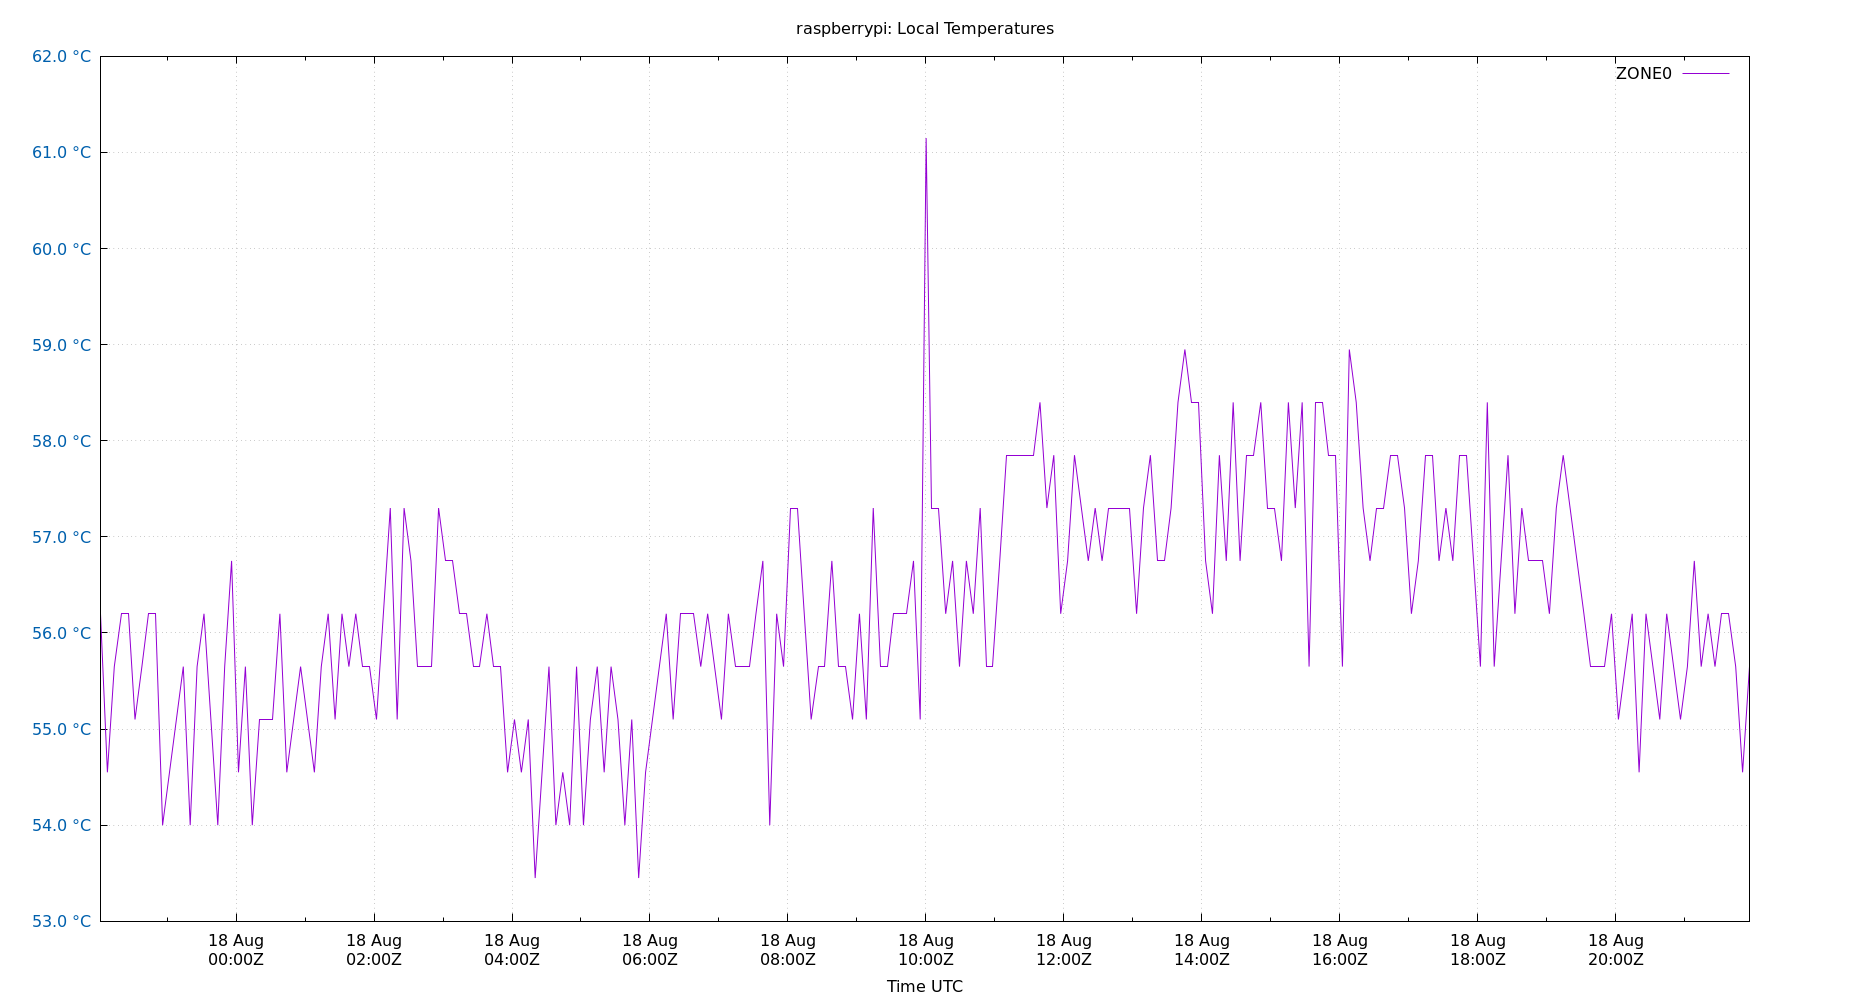 raspberrypi: Local Temperatures
62.0 °C
ZONE0
61.0 °C
60.0 °C
59.0 °C
58.0 °C
57.0 °C
56.0 °C
55.0 °C
54.0 °C
53.0 °C
18 Aug 18 Aug 18 Aug 18 Aug 18 Aug 18 Aug 18 Aug 18 Aug 18 Aug 18 Aug 18 Aug
00:00Z 02:00Z 04:00Z 06:00Z 08:00Z 10:00Z 12:00Z 14:00Z 16:00Z 18:00Z 20:00Z
Time UTC